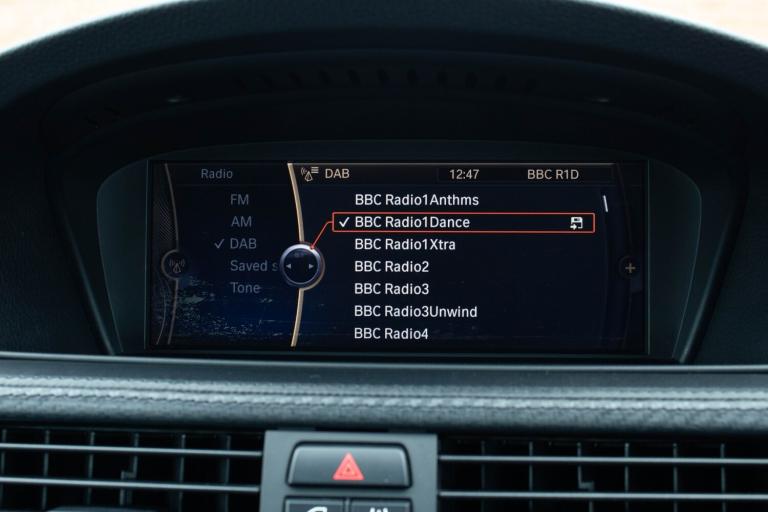 Radio
DAB 12:47 BBC R1D
FM
AM
DAB
Saved s
Tone
BBC Radio1Anthms
BBC Radio1Dance
BBC Radio1Xtra
BBC Radio2
BBC Radio3
BBC Radio3Unwind
BBC Radio4